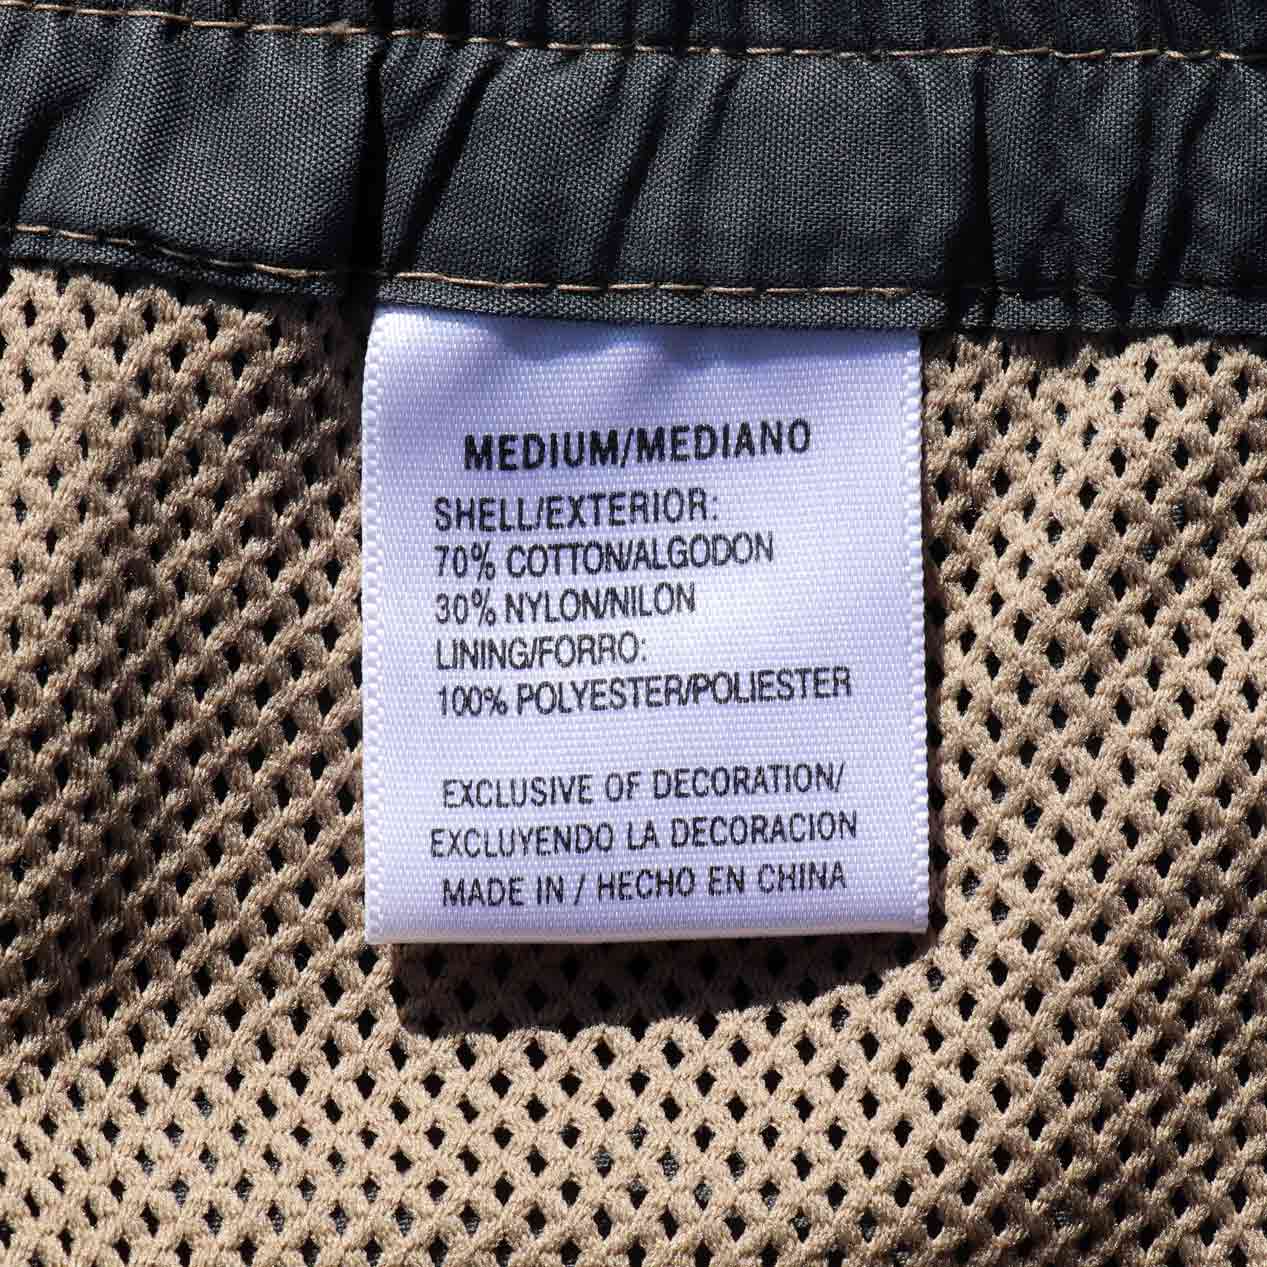 MEDIUM/MEDIANO
SHELL/EXTERIOR:
70% COTTON/ALGODON
30% NYLON/NILON
LINING/FORRO:
100% POLYESTER/POLIESTER
EXCLUSIVE OF DECORATION/
EXCLUYENDO LA DECORACION
MADE IN / HECHO EN CHINA